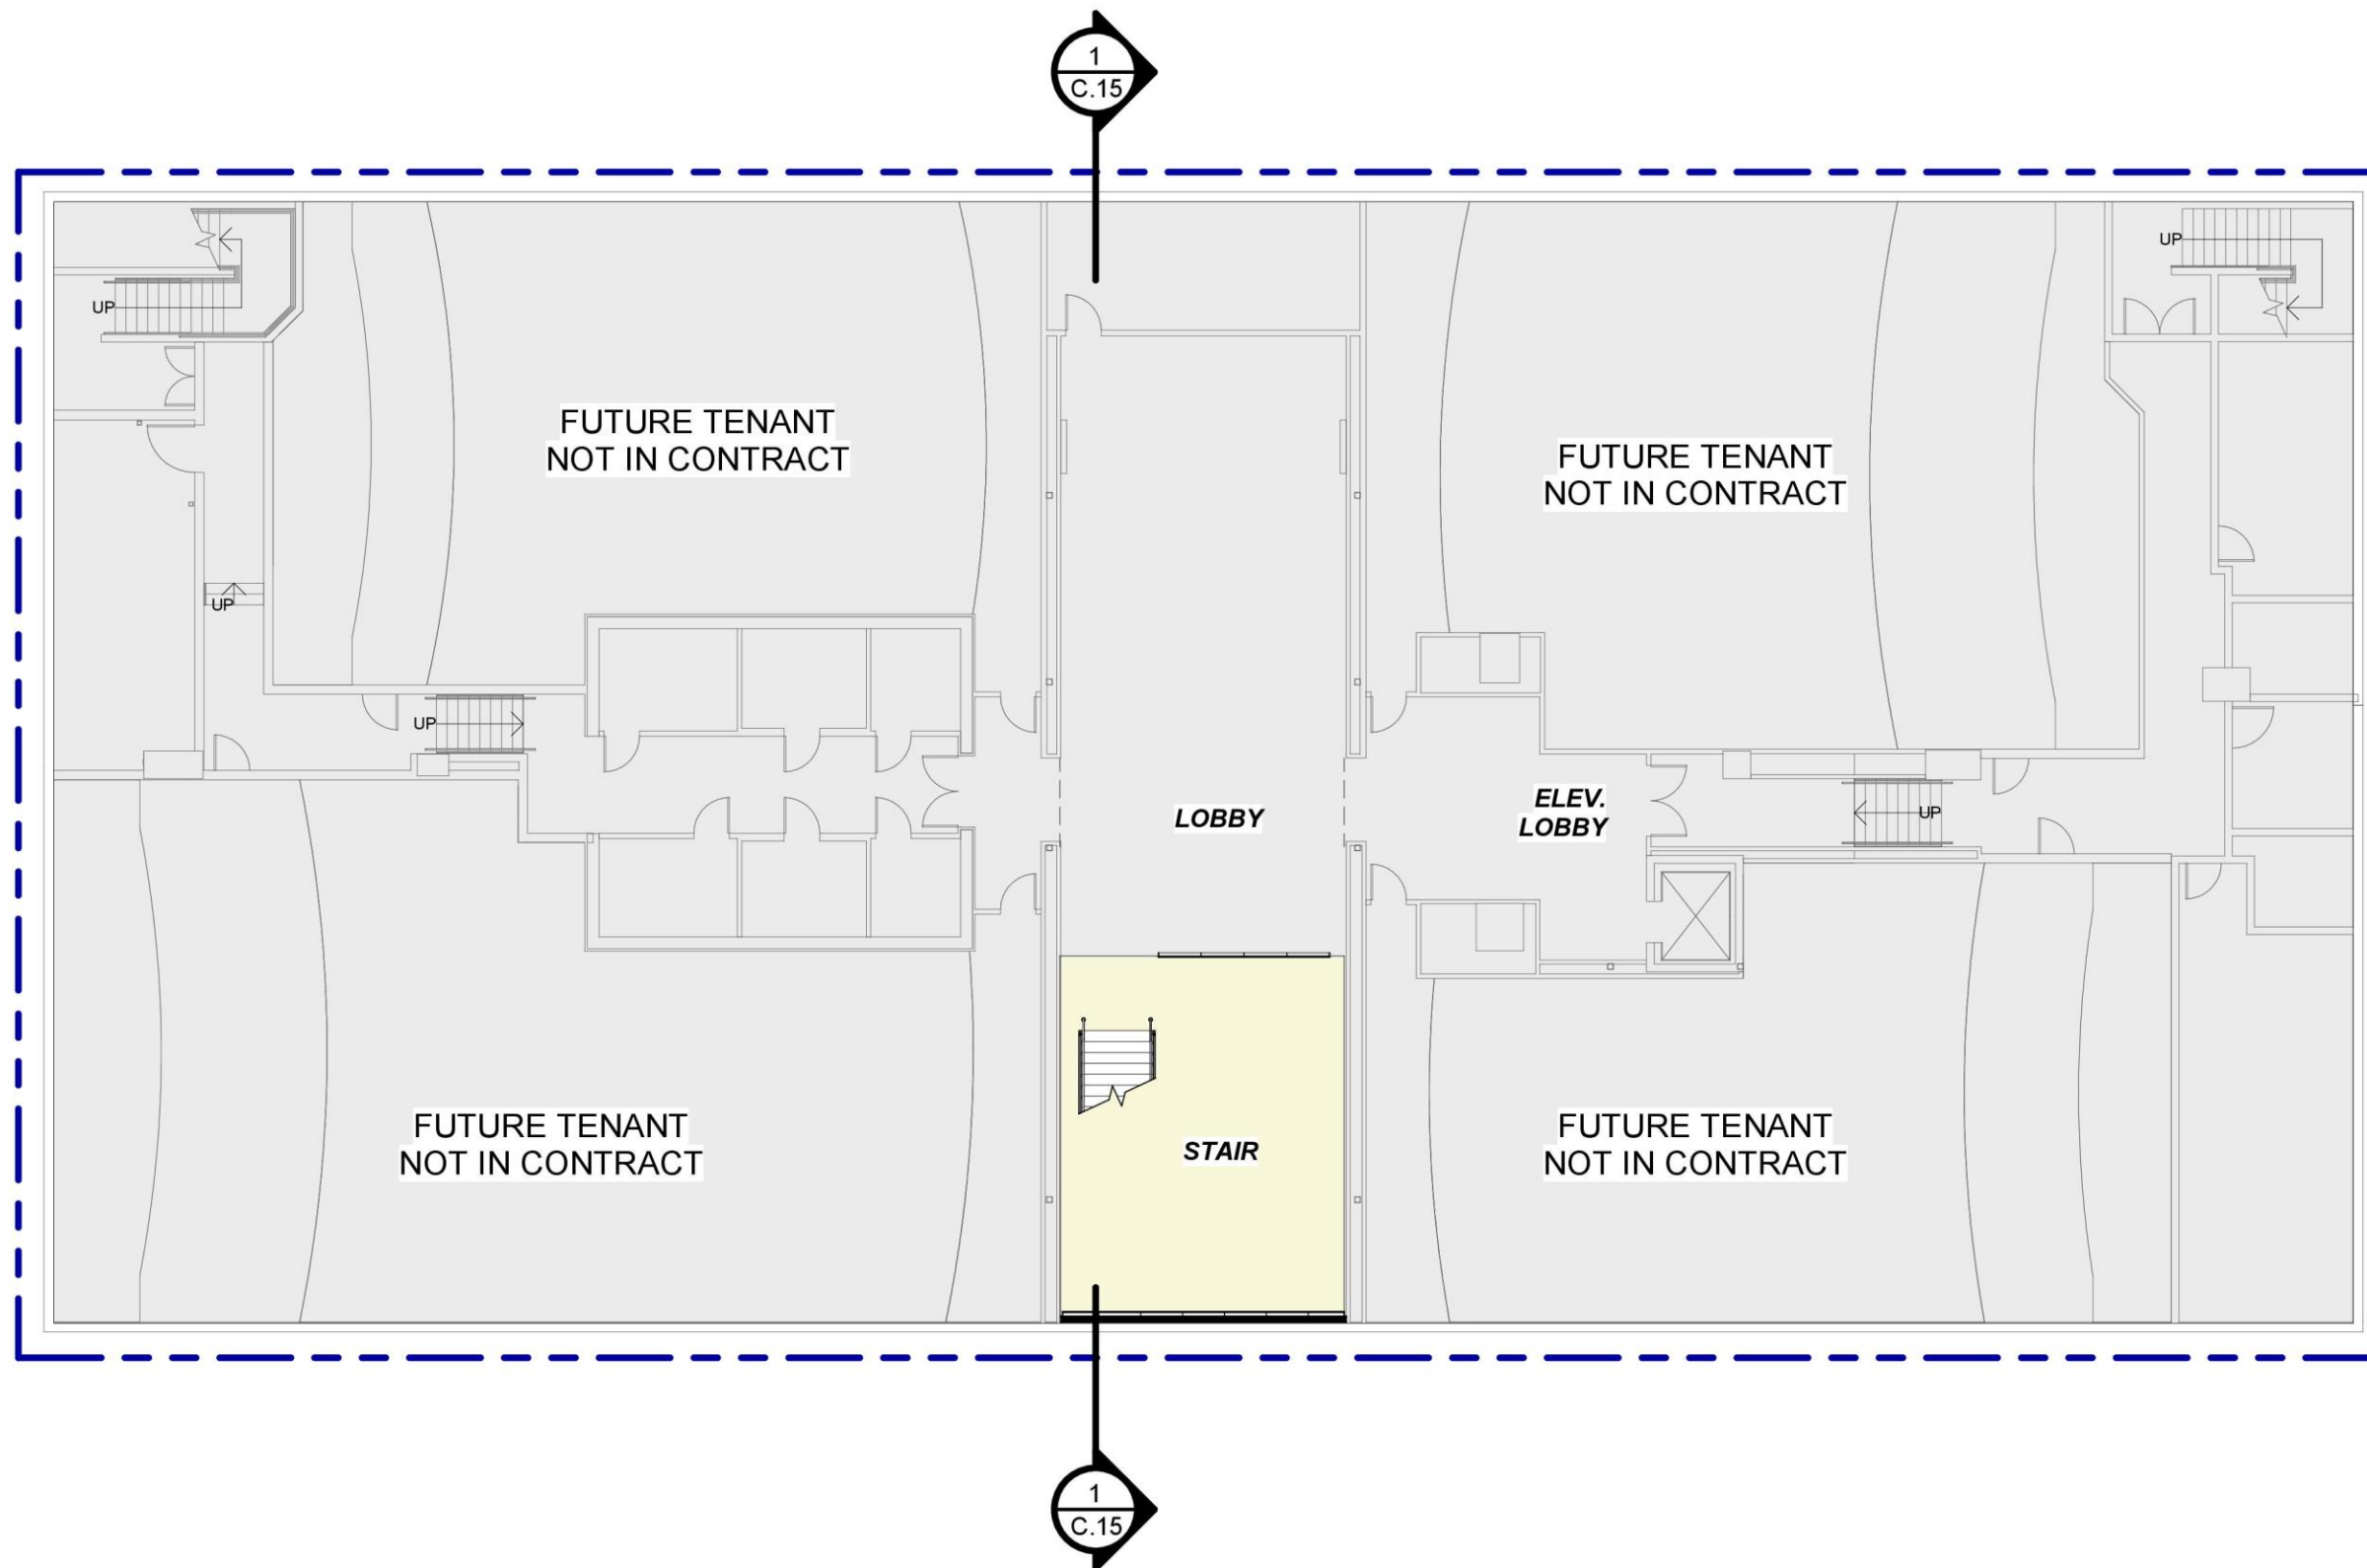 1
C.15
UP
UP
FUTURE TENANT
NOT IN CONTRACT
FUTURE TENANT
NOT IN CONTRACT
UP
UP
LOBBY
ELEV.
LOBBY
UP
FUTURE TENANT
NOT IN CONTRACT
STAIR
FUTURE TENANT
NOT IN CONTRACT
1
C.15